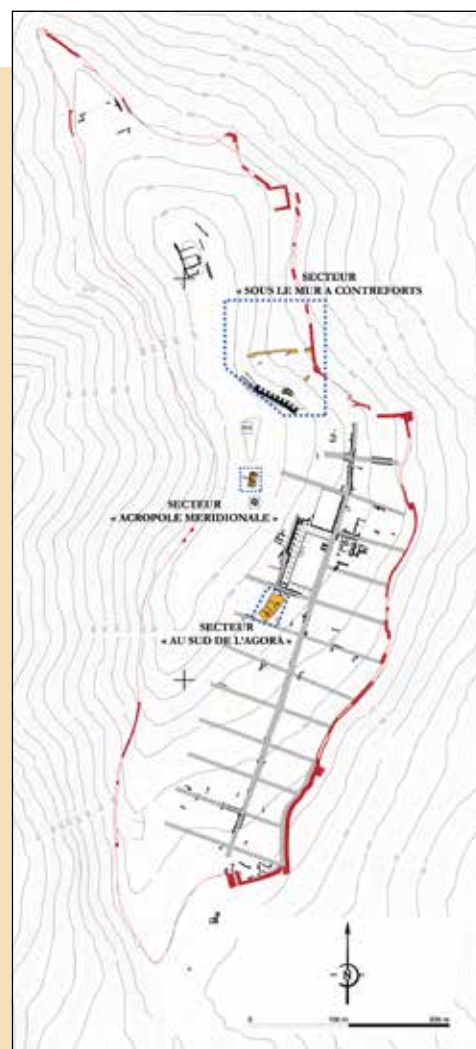 SECTEUR
« SOUS LE MUR A CONTREFORTS
SECTEUR
« ACROPOLE MERIDIONALE »
SECTEUR
« AU SUD DE L'AGORA »
N
0 100 m 200 m